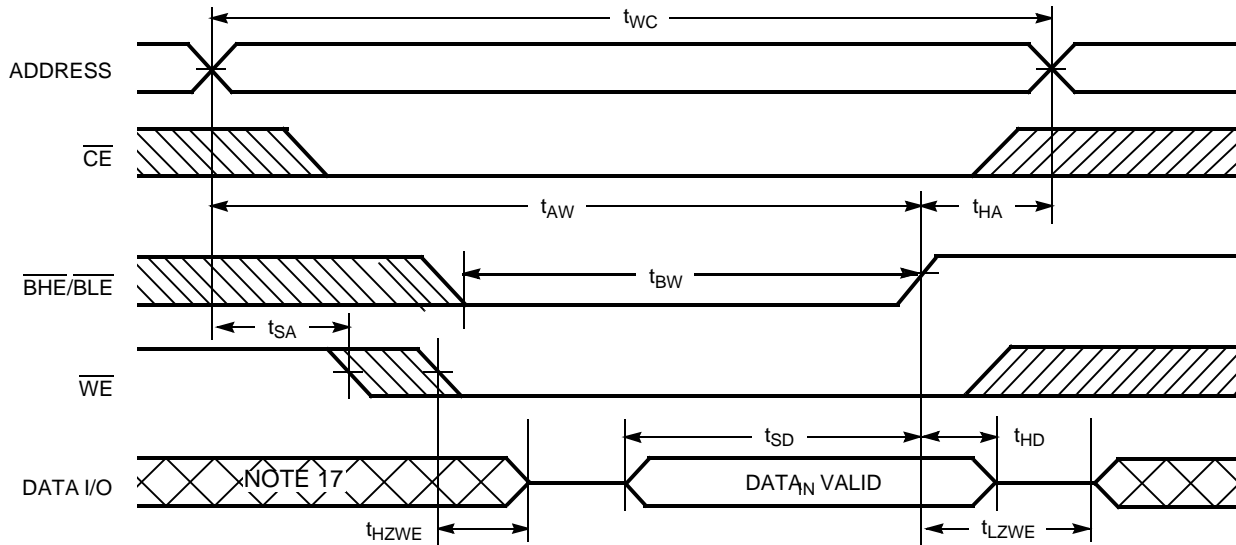 tWC
ADDRESS
CE
tAW
tHA
BHE/BLE
tBW
tSA
WE
tSD
tHD
DATA I/O
NOTE 17
DATAIN VALID
tHZWE
tLZWE